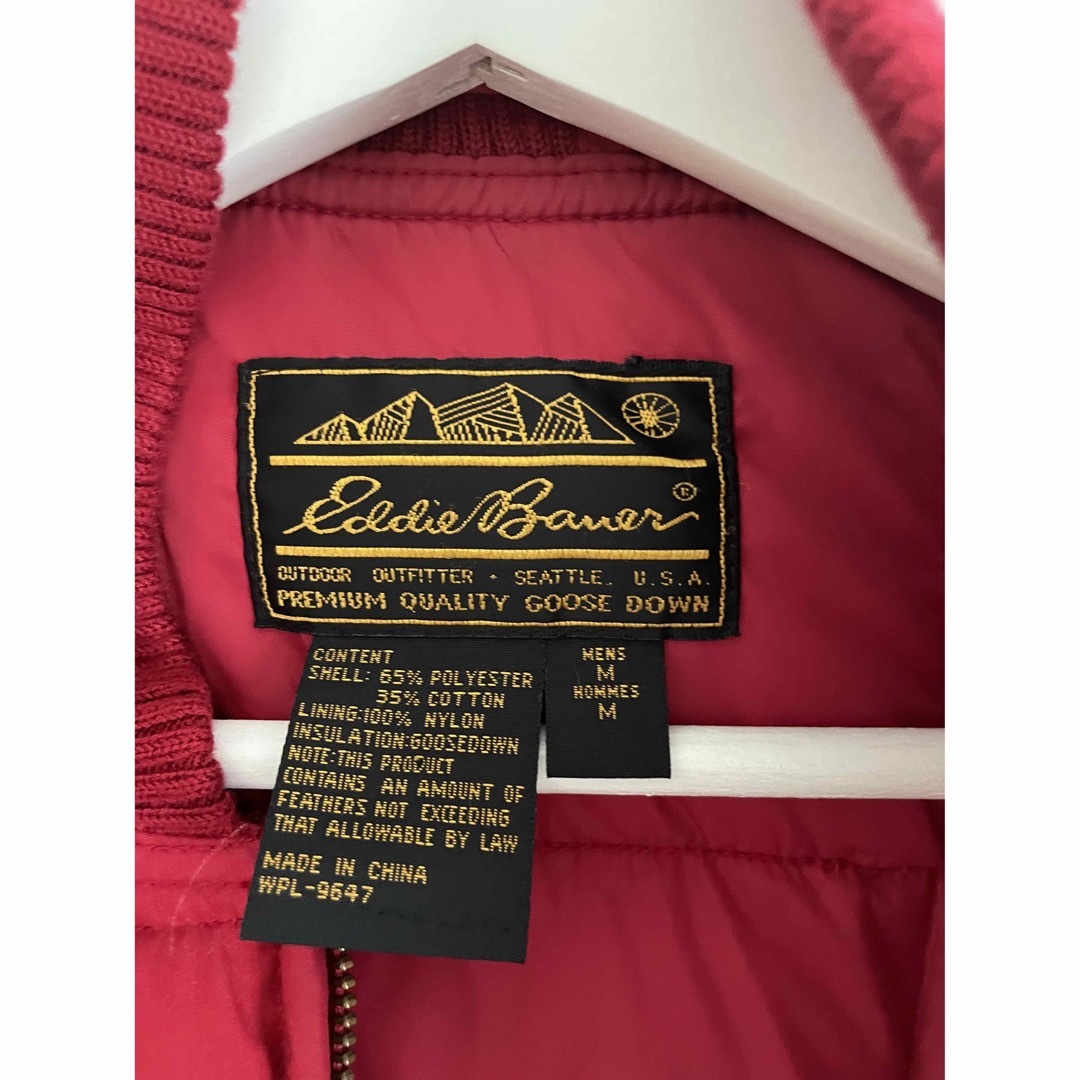 Eddie Bauer ®
OUTDOOR OUTFITTER · SEATTLE, U.S.A.
PREMIUM QUALITY GOOSE DOWN
CONTENT
SHELL: 65% POLYESTER
35% COTTON
LINING:100% NYLON
INSULATION:GOOSEDOWN
NOTE:THIS PRODUCT
CONTAINS AN AMOUNT OF
FEATHERS NOT EXCEEDING
THAT ALLOWABLE BY LAW
MADE IN CHINA
WPL-9647
MENS
M
HOMMES
M